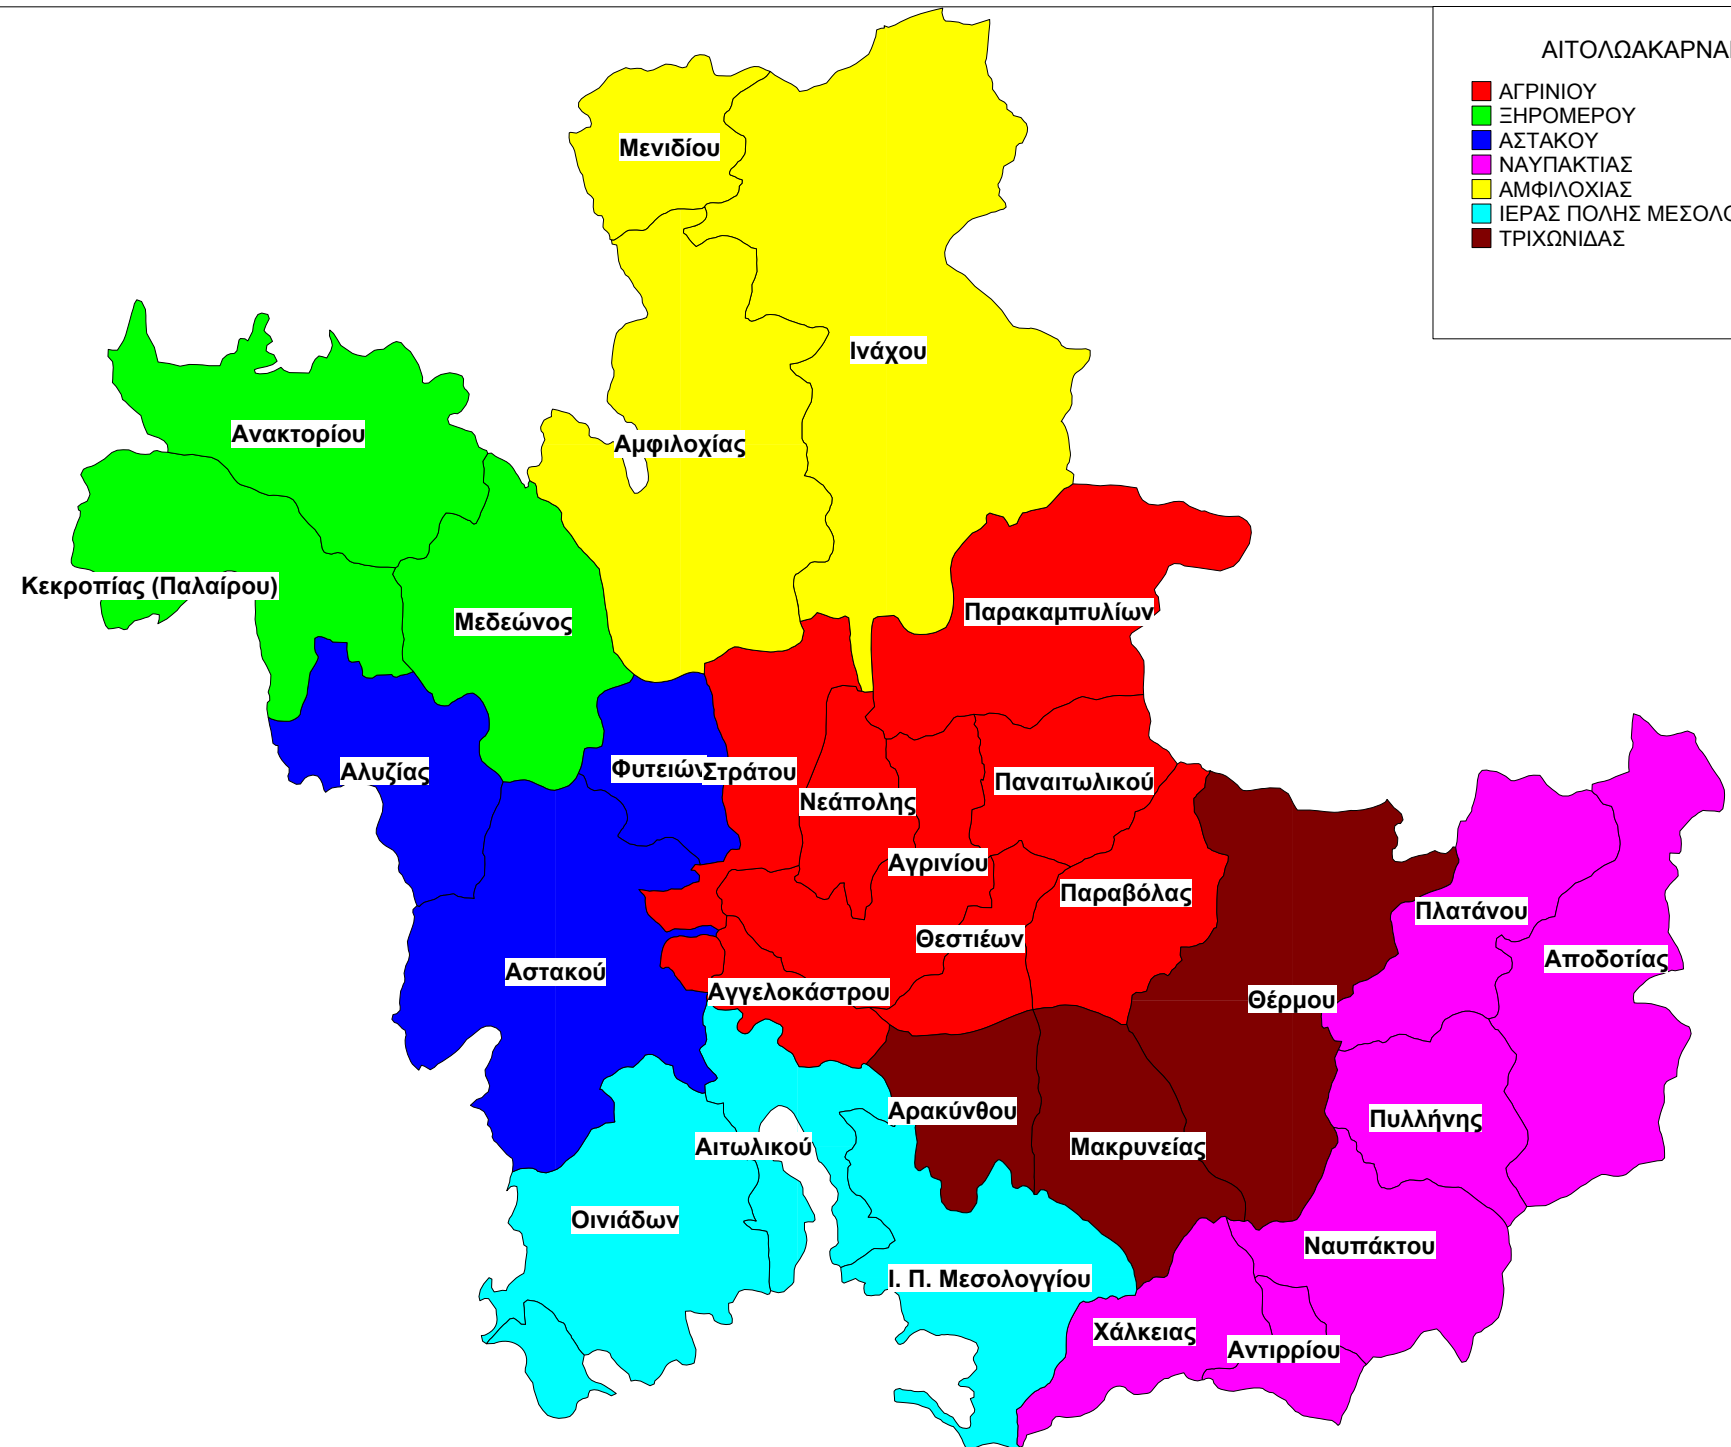 ΑΙΤΟΛΩΑΚΑΡΝΑ
ΑΓΡΙΝΙΟΥ
ΞΗΡΟΜΕΡΟΥ
ΑΣΤΑΚΟΥ
ΝΑΥΠΑΚΤΙΑΣ
ΑΜΦΙΛΟΧΙΑΣ
ΙΕΡΑΣ ΠΟΛΗΣ ΜΕΣΟΛΟ
ΤΡΙΧΩΝΙΔΑΣ
Μενιδίου
Ινάχου
Ανακτορίου
Αμφιλοχίας
Κεκροπίας (Παλαίρου)
Μεδεώνος
Παρακαμπυλίων
Αλυζίας
Φυτειών
Στράτου
Νεάπολης
Παναιτωλικού
Αγρινίου
Παραβόλας
Πλατάνου
Θεστιέων
Αποδοτίας
Αστακού
Αγγελοκάστρου
Θέρμου
Αρακύνθου
Πυλλήνης
Αιτωλικού
Μακρυνείας
Οινιάδων
Ναυπάκτου
Ι. Π. Μεσολογγίου
Χάλκειας
Αντιρρίου